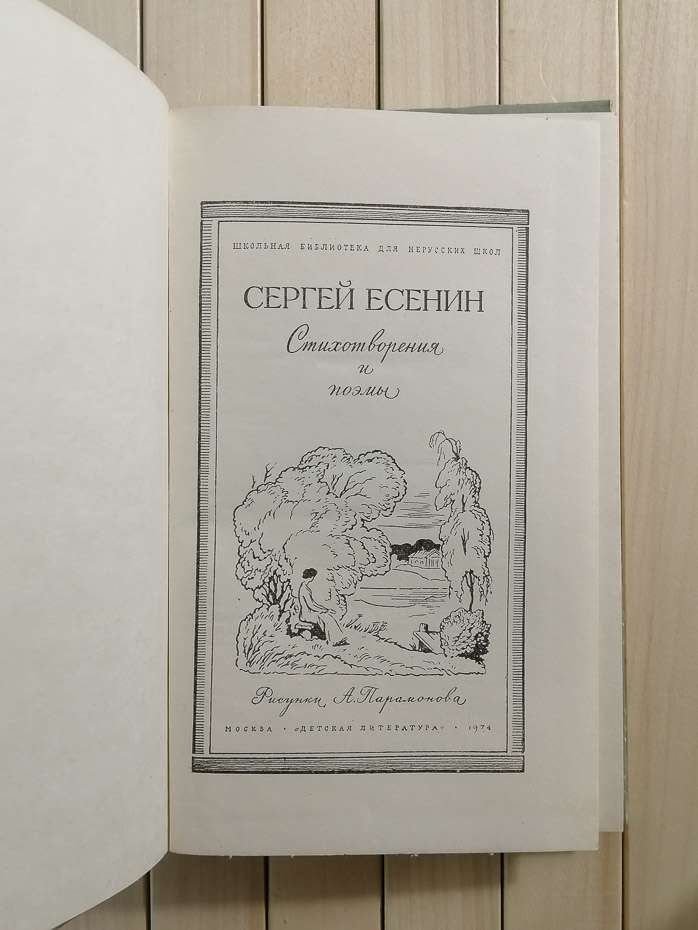 ШКОЛЬНАЯ БИБЛИОТЕКА ДЛЯ НЕРУССКИХ ШКОЛ
СЕРГЕЙ ЕСЕНИН
Стихотворения
и
поэмы
Рисунки А. Парамонова
МОСКВА · «ДЕТСКАЯ ЛИТЕРАТУРА» · 1974